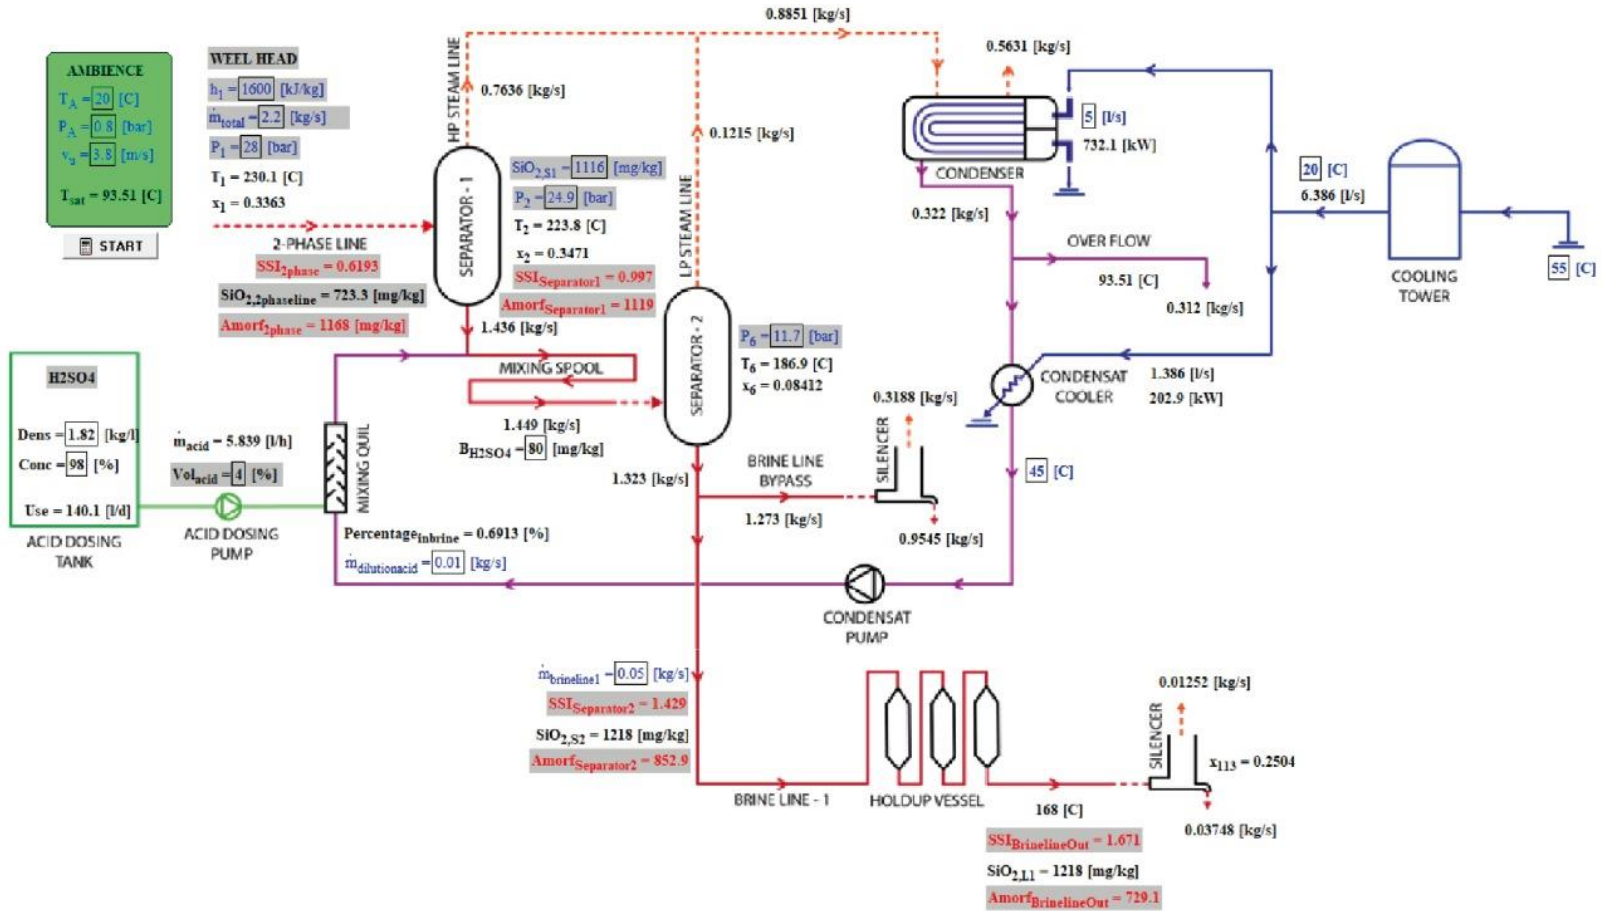 AMBIENCE
T_A = 20 [C]
P_A = 0.8 [bar]
v_s = 3.8 [m/s]
T_sat = 93.51 [C]
START
WEEL HEAD
h_1 = 1600 [kJ/kg]
ṁ_total = 2.2 [kg/s]
P_1 = 28 [bar]
T_1 = 230.1 [C]
x_1 = 0.3363
2-PHASE LINE
SSI_2phase = 0.6193
SiO_2,2phaseline = 723.3 [mg/kg]
Amorf_2phase = 1168 [mg/kg]
HP STEAM LINE
0.7636 [kg/s]
SEPARATOR - 1
SiO_2,S1 = 1116 [mg/kg]
P_2 = 24.9 [bar]
T_2 = 223.8 [C]
x_2 = 0.3471
SSI_Separator1 = 0.997
Amorf_Separator1 = 1119
1.436 [kg/s]
MIXING SPOOL
1.449 [kg/s]
B_H2SO4 = 80 [mg/kg]
0.8851 [kg/s]
LP STEAM LINE
0.1215 [kg/s]
SEPARATOR - 2
P_6 = 11.7 [bar]
T_6 = 186.9 [C]
x_6 = 0.08412
0.5631 [kg/s]
5 [l/s]
732.1 [kW]
CONDENSER
0.322 [kg/s]
OVER FLOW
93.51 [C]
0.312 [kg/s]
20 [C]
6.386 [l/s]
COOLING
TOWER
55 [C]
CONDENSAT
COOLER
1.386 [l/s]
202.9 [kW]
45 [C]
H2SO4
Dens = 1.82 [kg/l]
Conc = 98 [%]
Use = 140.1 [l/d]
ACID DOSING
TANK
ṁ_acid = 5.839 [l/h]
Vol_acid = 4 [%]
ACID DOSING
PUMP
MIXING QUIL
Percentage_inbrine = 0.6913 [%]
ṁ_dilutionacid = 0.01 [kg/s]
1.323 [kg/s]
BRINE LINE
BYPASS
1.273 [kg/s]
0.3188 [kg/s]
SILENCER
0.9545 [kg/s]
CONDENSAT
PUMP
ṁ_brineline1 = 0.05 [kg/s]
SSI_Separator2 = 1.429
SiO_2,S2 = 1218 [mg/kg]
Amorf_Separator2 = 852.9
BRINE LINE - 1
HOLDUP VESSEL
168 [C]
SSI_BrinelineOut = 1.671
SiO_2,L1 = 1218 [mg/kg]
Amorf_BrinelineOut = 729.1
0.01252 [kg/s]
SILENCER
x_113 = 0.2504
0.03748 [kg/s]